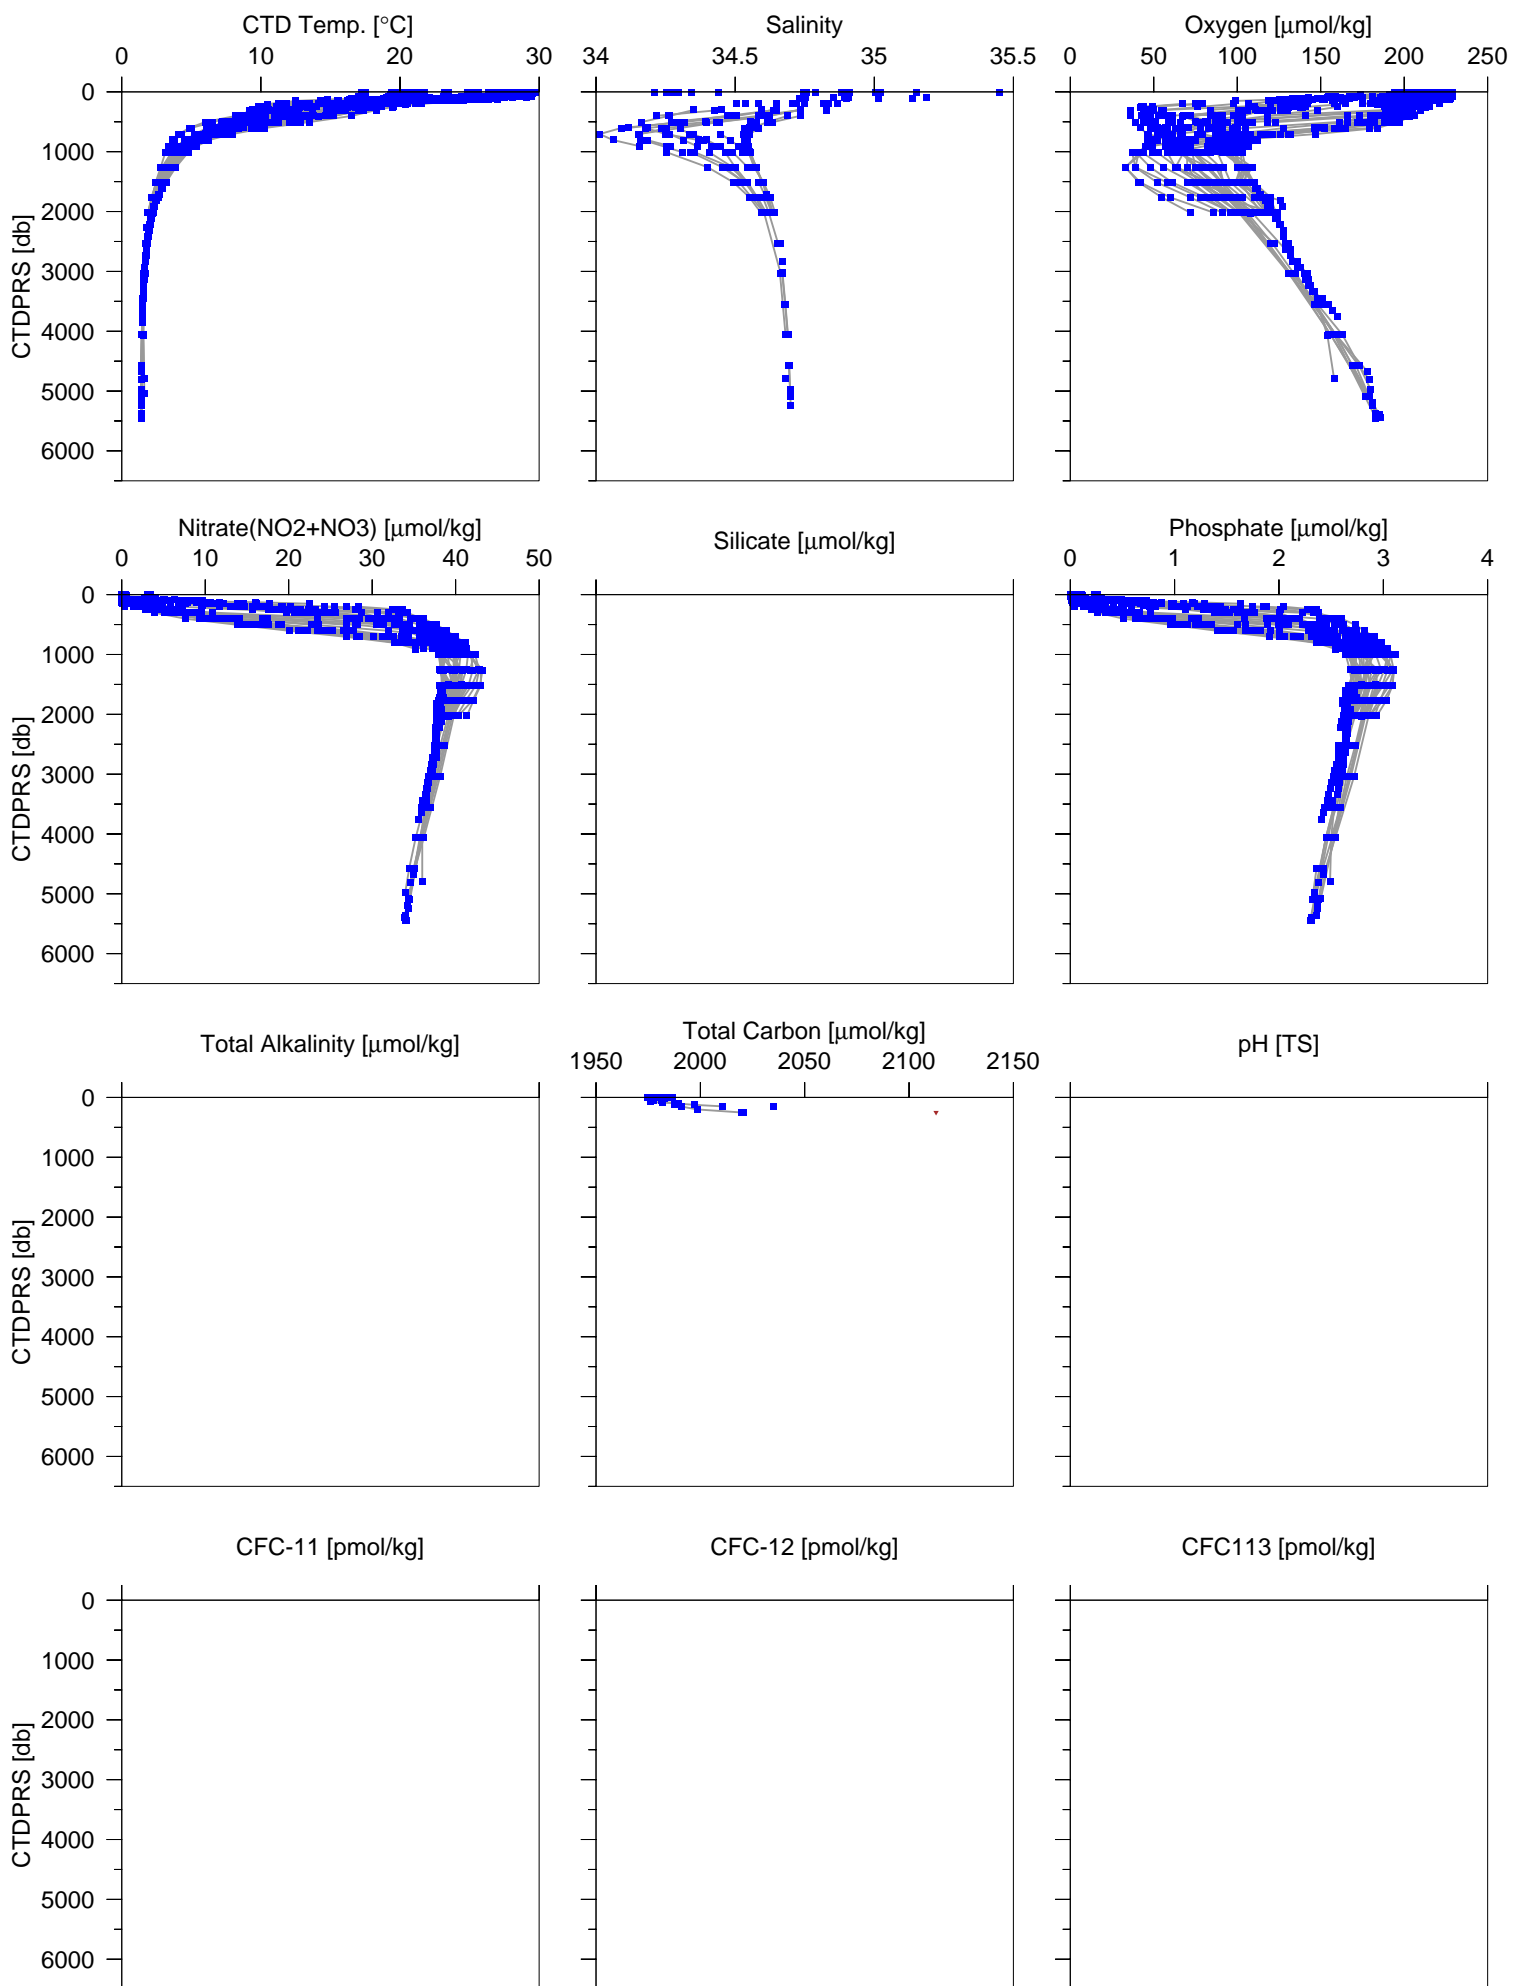 CTD Temp. [°C]
Salinity
Oxygen [μmol/kg]
0 10 20 30
34 34.5 35 35.5
0 50 100 150 200 250
0
1000
2000
3000
4000
5000
6000
CTDPRS [db]
Nitrate(NO2+NO3) [μmol/kg]
Silicate [μmol/kg]
Phosphate [μmol/kg]
0 10 20 30 40 50
0 1 2 3 4
0
1000
2000
3000
4000
5000
6000
CTDPRS [db]
Total Alkalinity [μmol/kg]
Total Carbon [μmol/kg]
pH [TS]
1950 2000 2050 2100 2150
0
1000
2000
3000
4000
5000
6000
CTDPRS [db]
CFC-11 [pmol/kg]
CFC-12 [pmol/kg]
CFC113 [pmol/kg]
0
1000
2000
3000
4000
5000
6000
CTDPRS [db]